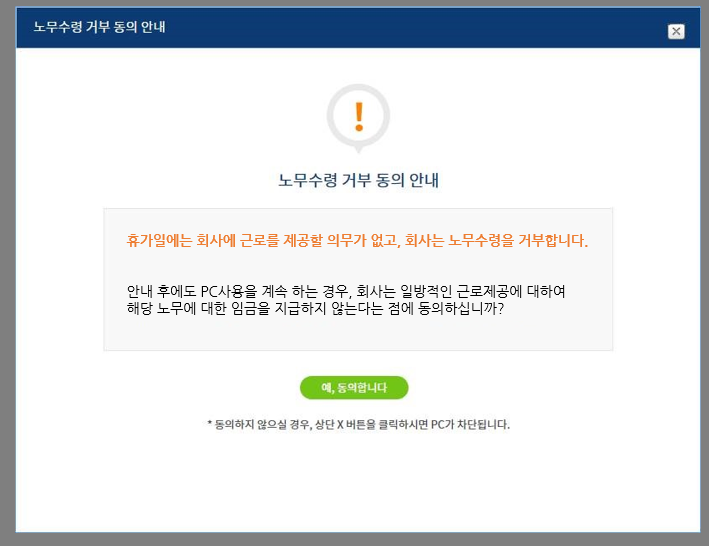 노무수령 거부 동의 안내
노무수령 거부 동의 안내
휴가일에는 회사에 근로를 제공할 의무가 없고, 회사는 노무수령을 거부합니다.
안내 후에도 PC사용을 계속 하는 경우, 회사는 일방적인 근로제공에 대하여
해당 노무에 대한 임금을 지급하지 않는다는 점에 동의하십니까?
예, 동의합니다
* 동의하지 않으실 경우, 상단 X 버튼을 클릭하시면 PC가 차단됩니다.